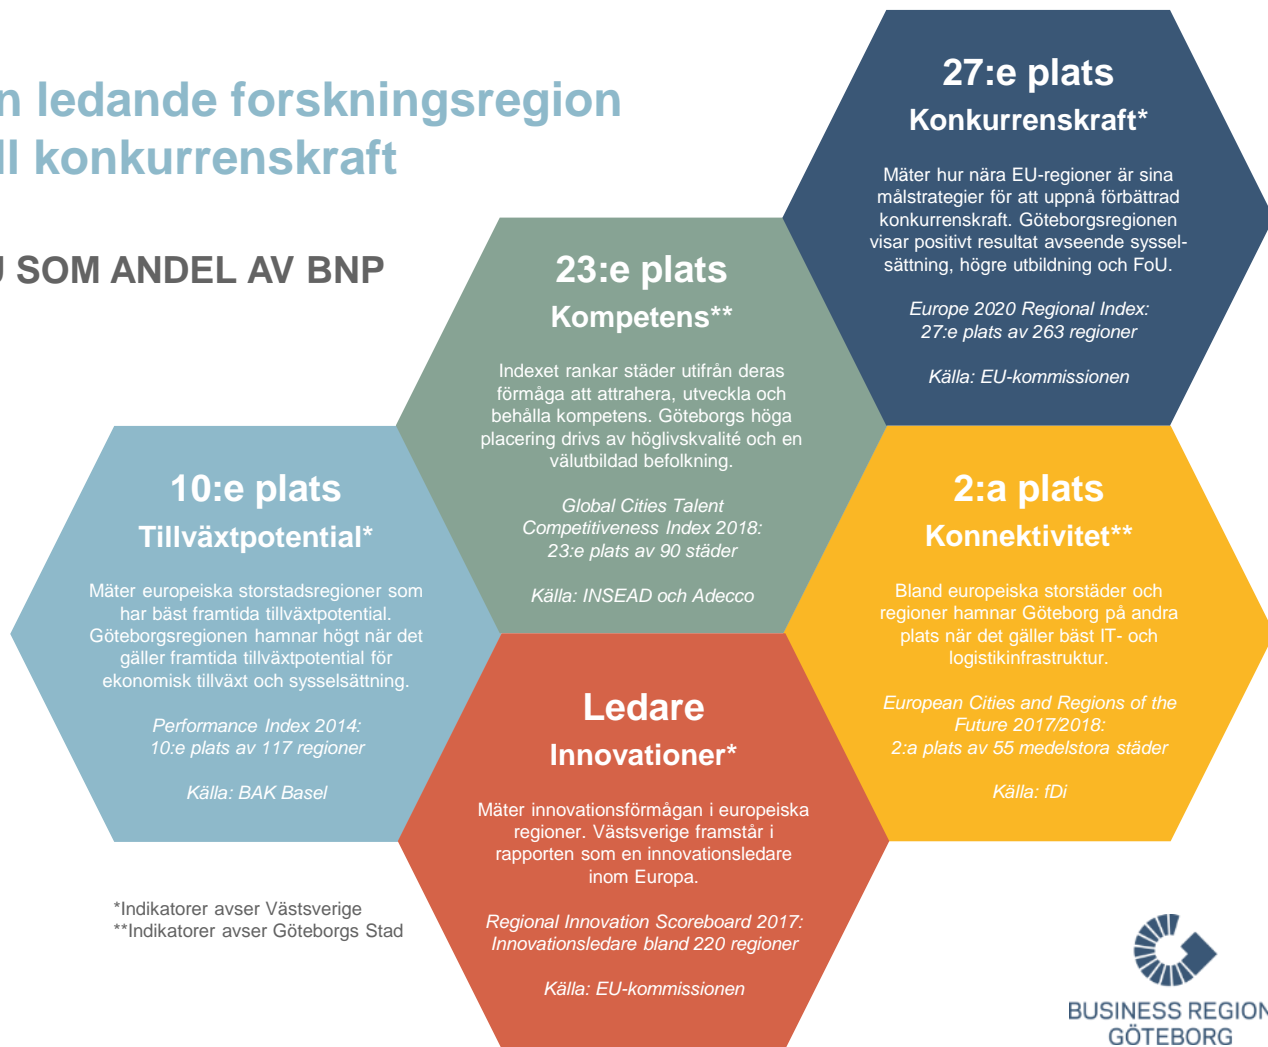 n ledande forskningsregion
ll konkurrenskraft
SOM ANDEL AV BNP
27:e plats
Konkurrenskraft*
Mäter hur nära EU-regioner är sina
målstrategier för att uppnå förbättrad
konkurrenskraft. Göteborgsregionen
visar positivt resultat avseende syssel-
sättning, högre utbildning och FoU.
Europe 2020 Regional Index:
27:e plats av 263 regioner
Källa: EU-kommissionen
23:e plats
Kompetens**
Indexet rankar städer utifrån deras
förmåga att attrahera, utveckla och
behålla kompetens. Göteborgs höga
placering drivs av höglivskvalité och en
välutbildad befolkning.
Global Cities Talent
Competitiveness Index 2018:
23:e plats av 90 städer
Källa: INSEAD och Adecco
10:e plats
Tillväxtpotential*
Mäter europeiska storstadsregioner som
har bäst framtida tillväxtpotential.
Göteborgsregionen hamnar högt när det
gäller framtida tillväxtpotential för
ekonomisk tillväxt och sysselsättning.
Performance Index 2014:
10:e plats av 117 regioner
Källa: BAK Basel
2:a plats
Konnektivitet**
Bland europeiska storstäder och
regioner hamnar Göteborg på andra
plats när det gäller bäst IT- och
logistikinfrastruktur.
European Cities and Regions of the
Future 2017/2018:
2:a plats av 55 medelstora städer
Källa: fDi
Ledare
Innovationer*
Mäter innovationsförmågan i europeiska
regioner. Västsverige framstår i
rapporten som en innovationsledare
inom Europa.
Regional Innovation Scoreboard 2017:
Innovationsledare bland 220 regioner
Källa: EU-kommissionen
*Indikatorer avser Västsverige
**Indikatorer avser Göteborgs Stad
BUSINESS REGION
GÖTEBORG